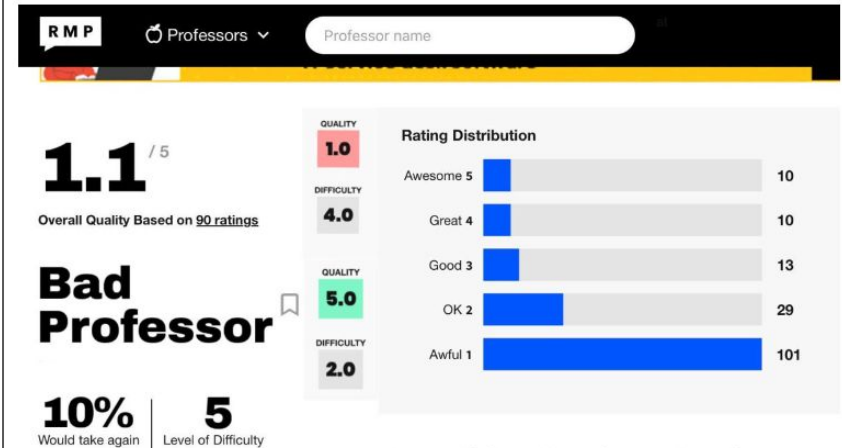 RMP
Professors
Professor name
1.1 / 5
Overall Quality Based on 90 ratings
Bad
Professor
10%
Would take again
5
Level of Difficulty
QUALITY
1.0
DIFFICULTY
4.0
QUALITY
5.0
DIFFICULTY
2.0
Rating Distribution
Awesome 5 10
Great 4 10
Good 3 13
OK 2 29
Awful 1 101